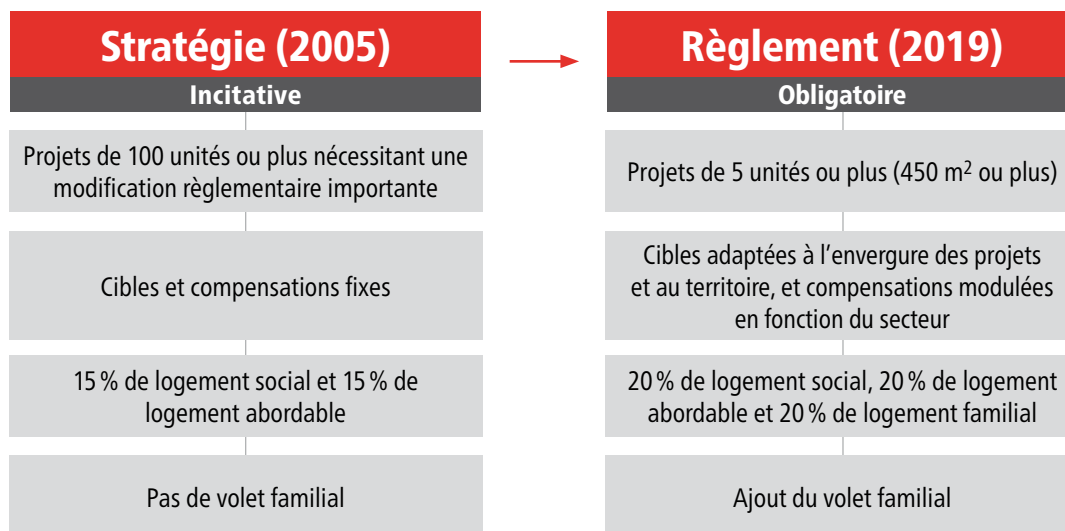 Stratégie (2005)
Incitative
Projets de 100 unités ou plus nécessitant une
modification règlementaire importante
Cibles et compensations fixes
15 % de logement social et 15 % de
logement abordable
Pas de volet familial
Règlement (2019)
Obligatoire
Projets de 5 unités ou plus (450 m² ou plus)
Cibles adaptées à l’envergure des projets
et au territoire, et compensations modulées
en fonction du secteur
20 % de logement social, 20 % de logement
abordable et 20 % de logement familial
Ajout du volet familial